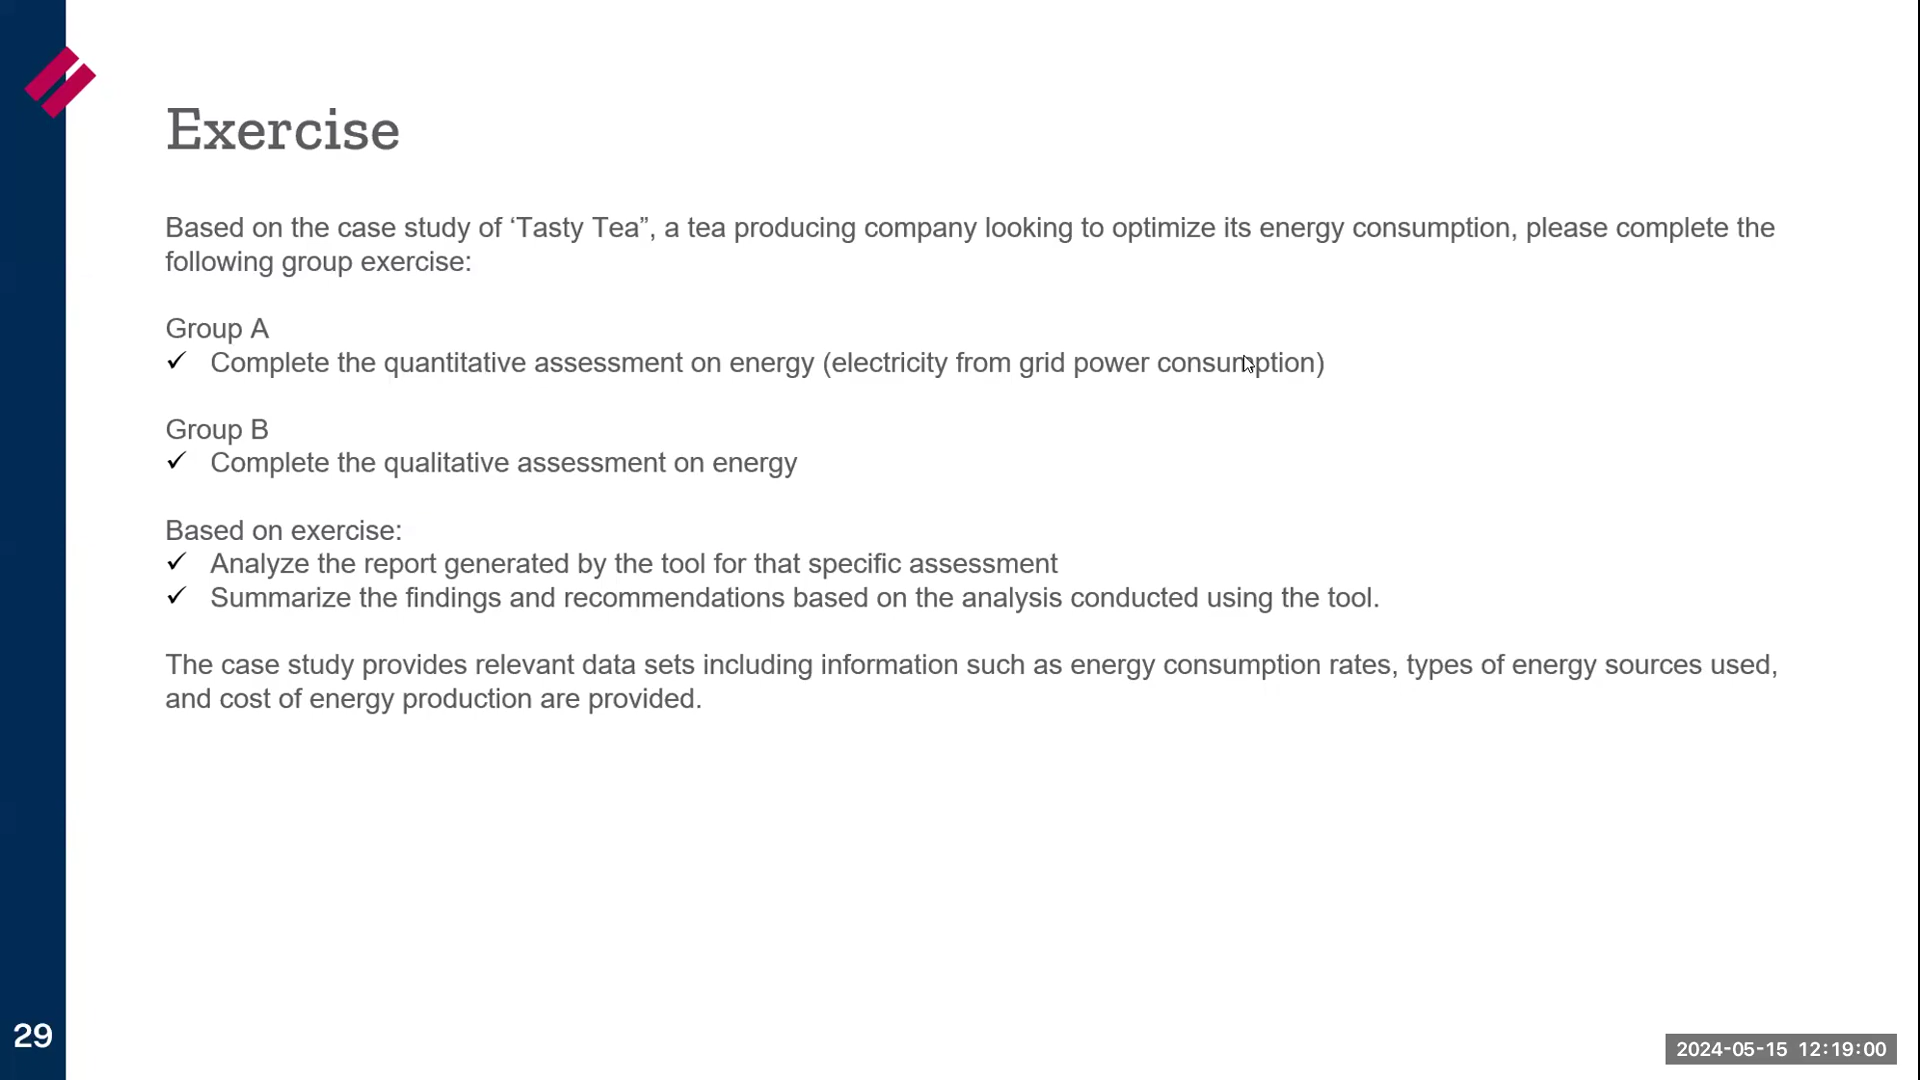 Exercise
Based on the case study of ‘Tasty Tea”, a tea producing company looking to optimize its energy consumption, please complete the
following group exercise:
Group A
✓ Complete the quantitative assessment on energy (electricity from grid power consumption)
Group B
✓ Complete the qualitative assessment on energy
Based on exercise:
✓ Analyze the report generated by the tool for that specific assessment
✓ Summarize the findings and recommendations based on the analysis conducted using the tool.
The case study provides relevant data sets including information such as energy consumption rates, types of energy sources used,
and cost of energy production are provided.
29
2024-05-15 12:19:00